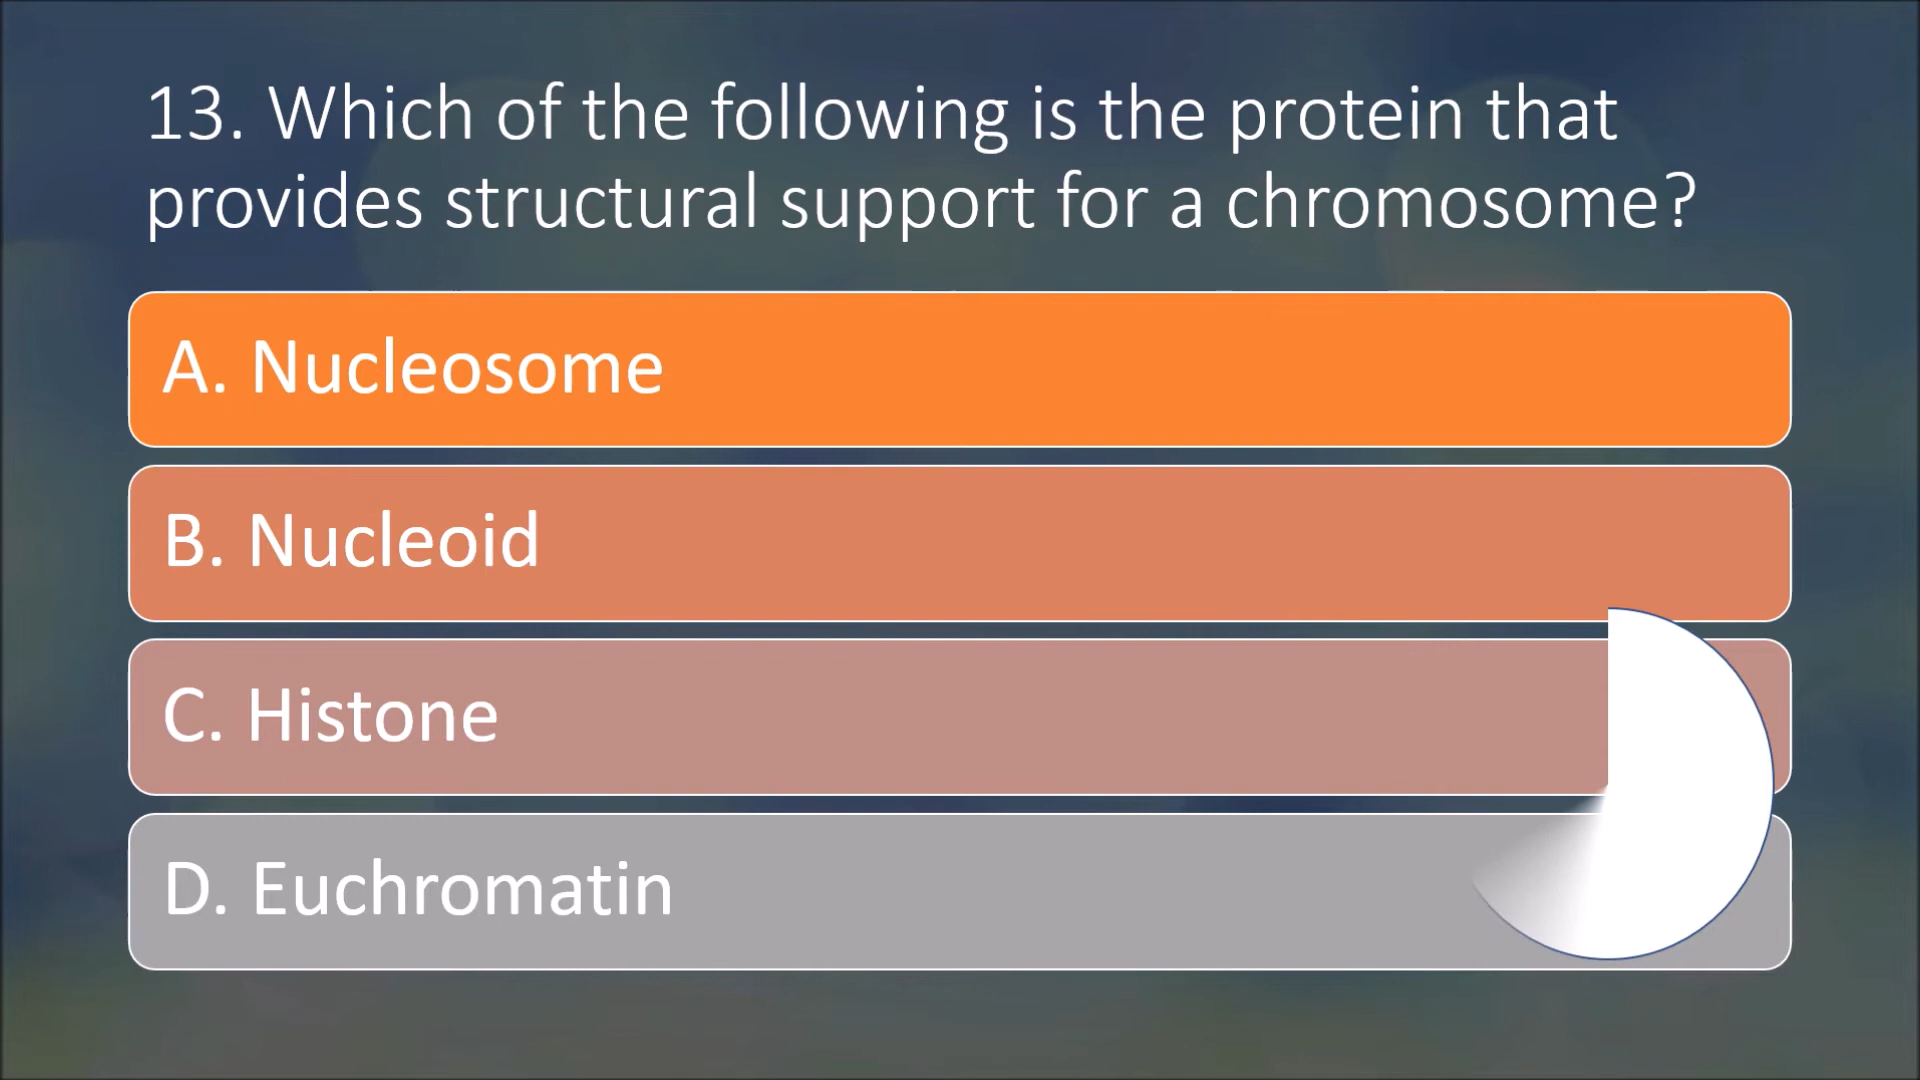 13. Which of the following is the protein that
provides structural support for a chromosome?
A. Nucleosome
B. Nucleoid
C. Histone
D. Euchromatin